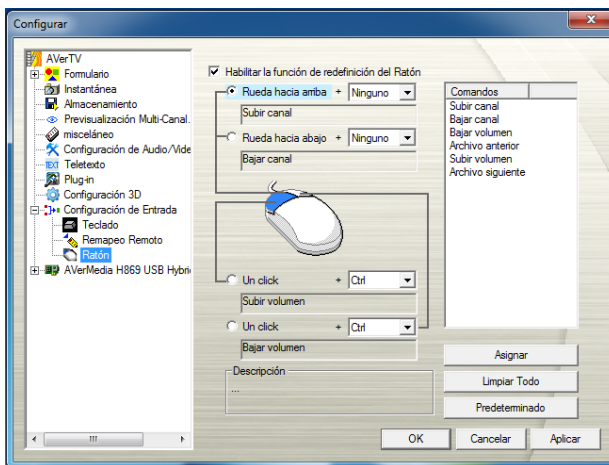 Configurar
AVerTV
Formulario
Instantánea
Almacenamiento
Previsualización Multi-Canal.
misceláneo
Configuración de Audio/Vide
TEXT Teletexto
Plug-in
Configuración 3D
Configuración de Entrada
Teclado
Remapeo Remoto
Ratón
AVerMedia H869 USB Hybri
Habilitar la función de redefinición del Ratón
Rueda hacia arriba + Ninguno
Subir canal
Rueda hacia abajo + Ninguno
Bajar canal
Un click + Ctrl
Subir volumen
Un click + Ctrl
Bajar volumen
Descripción
...
Comandos
Subir canal
Bajar canal
Bajar volumen
Archivo anterior
Subir volumen
Archivo siguiente
Asignar
Limpiar Todo
Predeterminado
OK Cancelar Aplicar